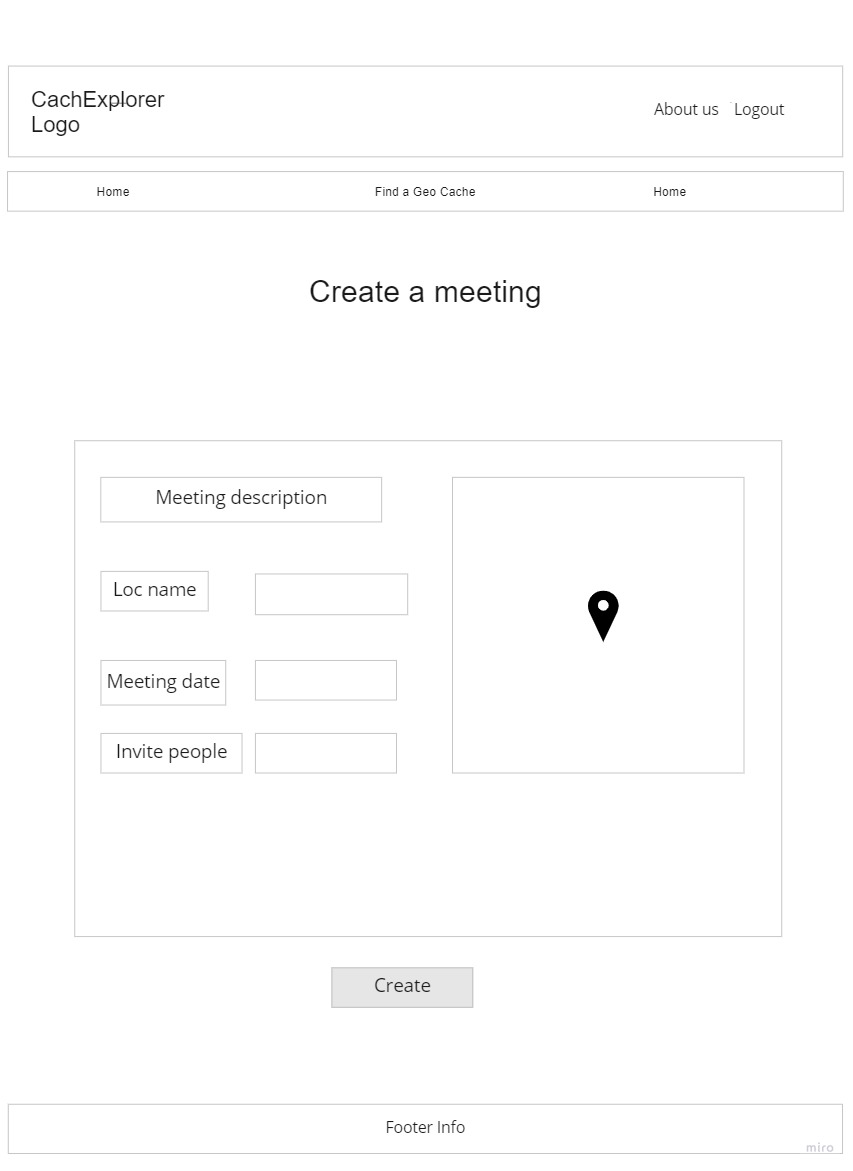 CachExplorer
Logo
About us
Logout
Home
Find a Geo Cache
Home
Create a meeting
Meeting description
Loc name
Meeting date
Invite people
Create
Footer Info
miro